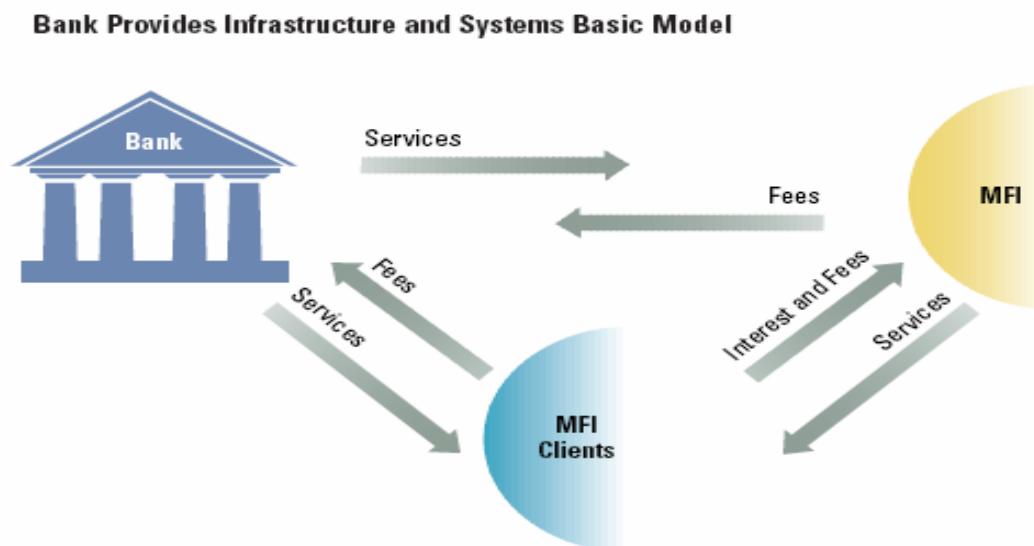 Bank Provides Infrastructure and Systems Basic Model
Bank
Services
Fees
MFI
Fees
Services
Interest and Fees
Services
MFI
Clients